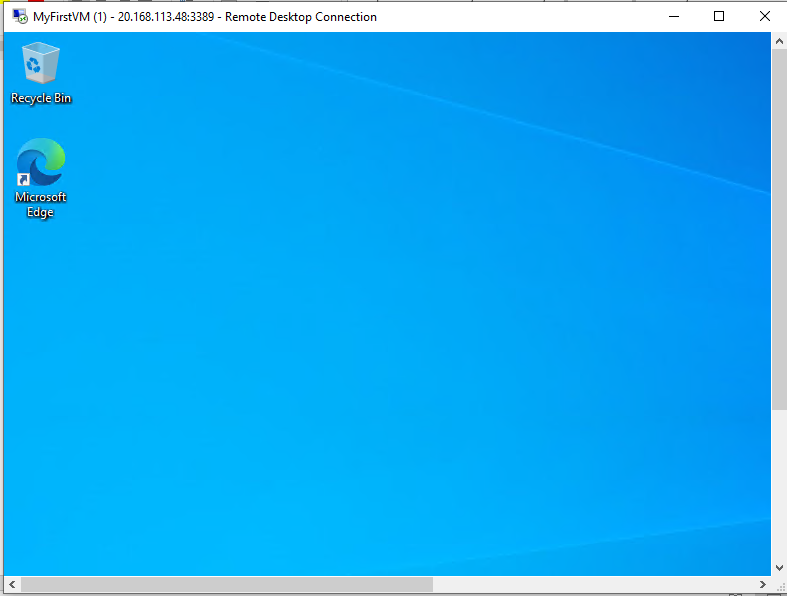 MyFirstVM (1) - 20.168.113.48:3389 - Remote Desktop Connection
Recycle Bin
Microsoft
Edge